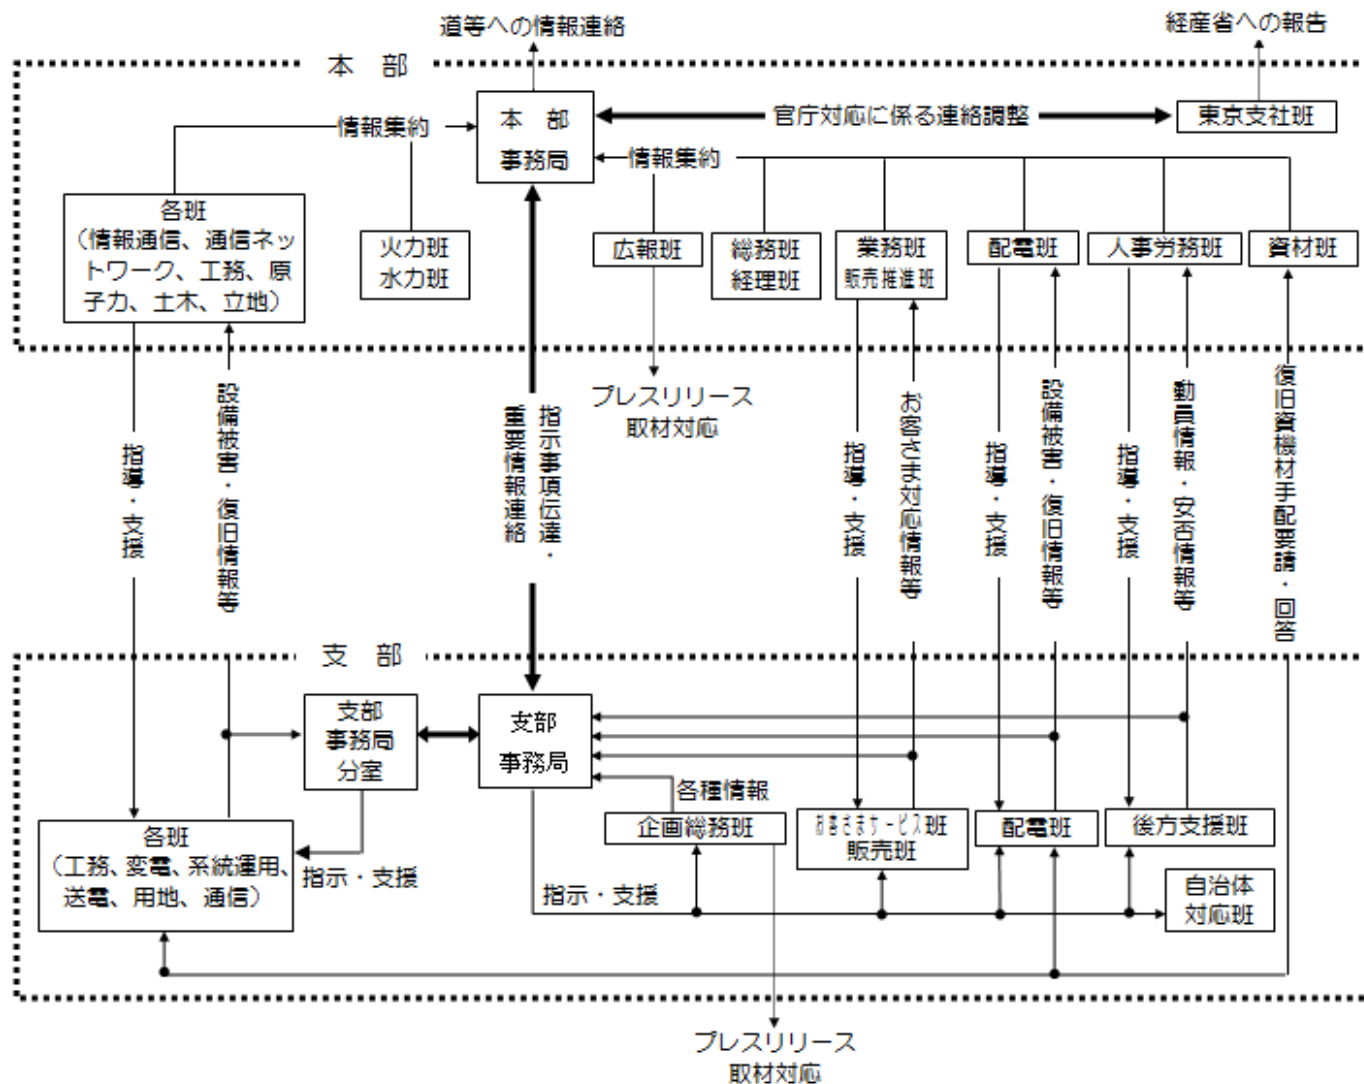 道等への情報連絡
経産省への報告
本 部
本 部
事務局
官庁対応に係る連絡調整
東京支社班
情報集約
情報集約
各班
（情報通信、通信ネッ
トワーク、工務、原
子力、土木、立地）
火力班
水力班
広報班
総務班
経理班
業務班
販売推進班
配電班
人事労務班
資材班
プレスリリース
取材対応
指導・支援
設備被害・復旧情報等
指示事項伝達・
重要情報連絡
指導・支援
お客さま対応情報等
指導・支援
設備被害・復旧情報等
指導・支援
動員情報・安否情報等
復旧資機材手配要請・回答
支 部
支部
事務局
分室
支部
事務局
各種情報
企画総務班
お客さまサービス班
販売班
配電班
後方支援班
各班
（工務、変電、系統運用、
送電、用地、通信）
指示・支援
指示・支援
自治体
対応班
プレスリリース
取材対応